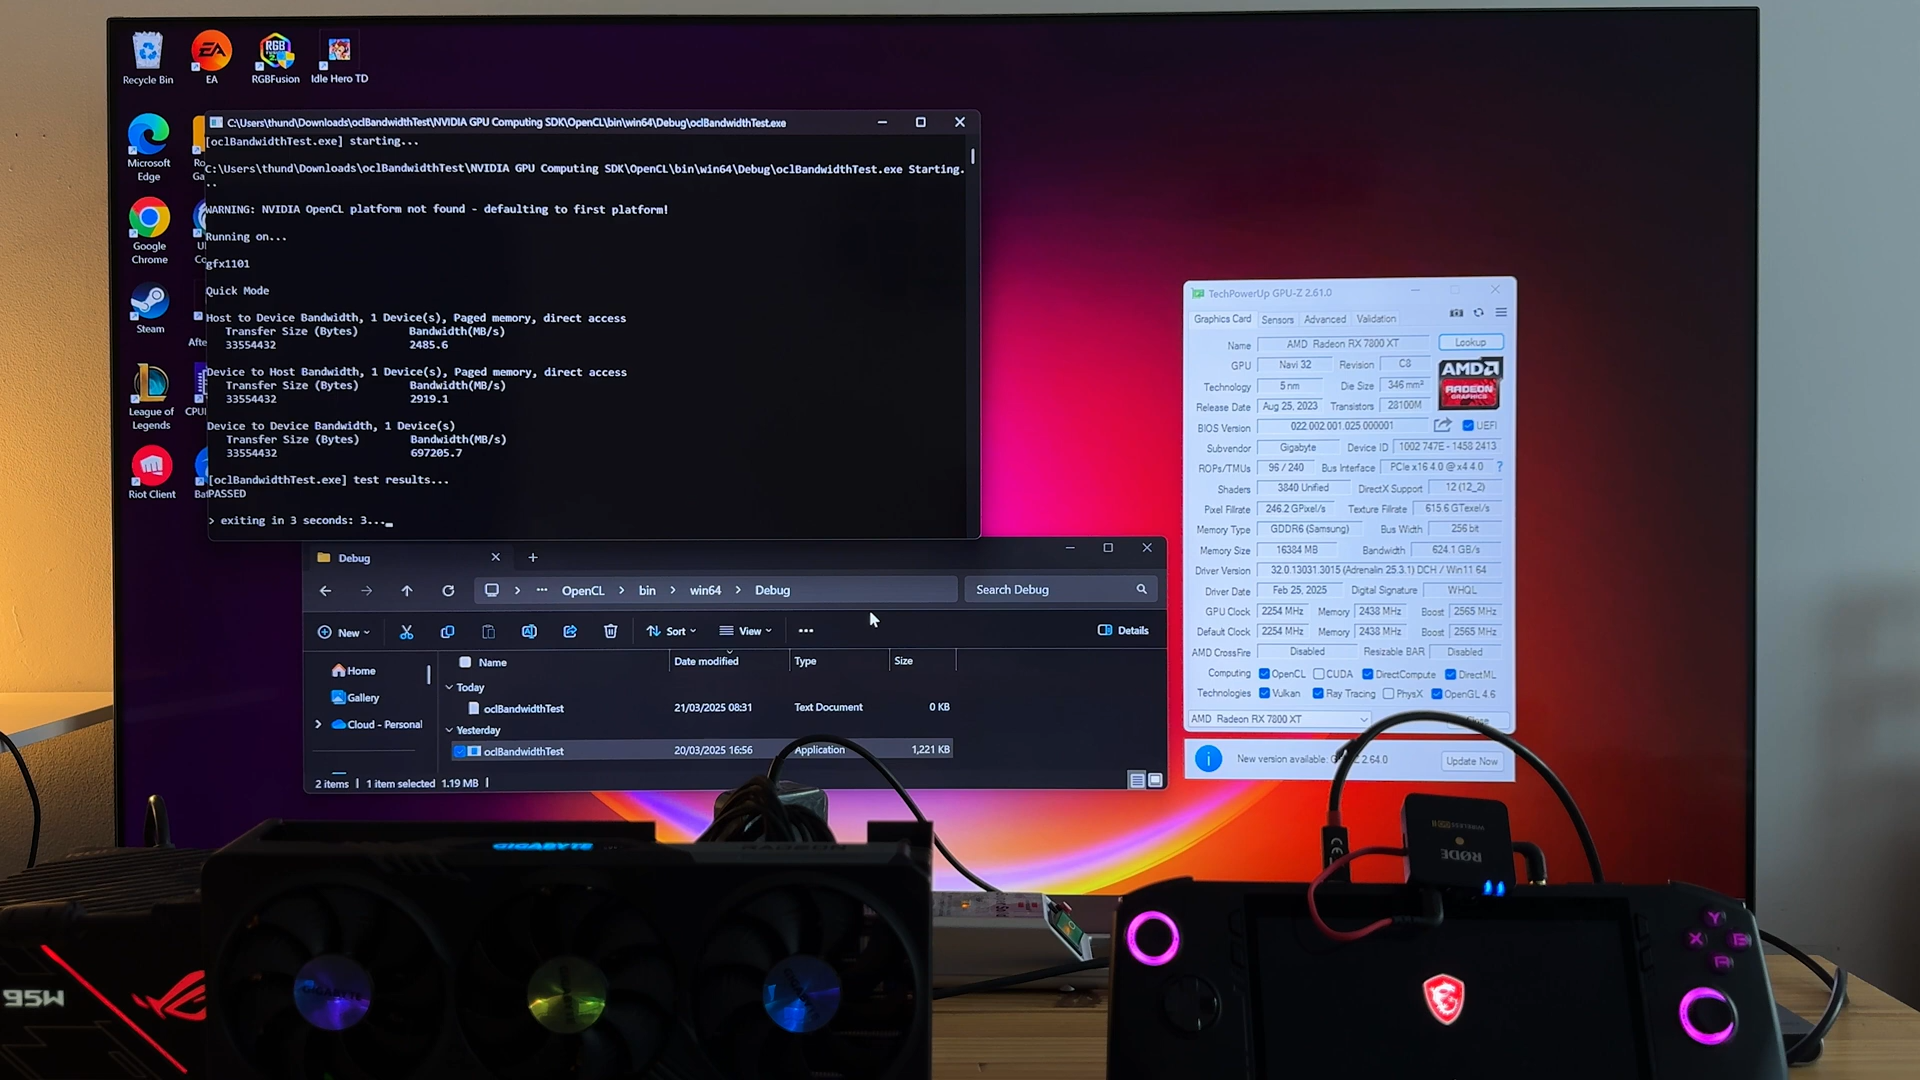 Recycle Bin
EA
RGBFusion
Idle Hero TD
Microsoft
Edge
Google
Chrome
Steam
League of
Legends
Riot Client
C:\Users\thund\Downloads\oclBandwidthTest\NVIDIA GPU Computing SDK\OpenCL\bin\win64\Debug\oclBandwidthTest.exe
[oclBandwidthTest.exe] starting...
C:\Users\thund\Downloads\oclBandwidthTest\NVIDIA GPU Computing SDK\OpenCL\bin\win64\Debug\oclBandwidthTest.exe Starting.
..
WARNING: NVIDIA OpenCL platform not found - defaulting to first platform!
Running on...
gfx1101
Quick Mode
Host to Device Bandwidth, 1 Device(s), Paged memory, direct access
Transfer Size (Bytes) Bandwidth(MB/s)
33554432 2485.6
Device to Host Bandwidth, 1 Device(s), Paged memory, direct access
Transfer Size (Bytes) Bandwidth(MB/s)
33554432 2919.1
Device to Device Bandwidth, 1 Device(s)
Transfer Size (Bytes) Bandwidth(MB/s)
33554432 697205.7
[oclBandwidthTest.exe] test results...
PASSED
> exiting in 3 seconds: 3..._
Debug
OpenCL > bin > win64 > Debug
Search Debug
New
Sort
View
Details
Home
Gallery
Cloud - Personal
Name Date modified Type Size
Today
oclBandwidthTest 21/03/2025 08:31 Text Document 0 KB
Yesterday
oclBandwidthTest 20/03/2025 16:56 Application 1,221 KB
2 items 1 item selected 1.19 MB
TechPowerUp GPU-Z 2.61.0
Graphics Card Sensors Advanced Validation
Name AMD Radeon RX 7800 XT Lookup
GPU Navi 32 Revision C8
Technology 5 nm Die Size 346 mm²
Release Date Aug 25, 2023 Transistors 28100M
BIOS Version 022.002.001.025.000001 UEFI
Subvendor Gigabyte Device ID 1002 747E - 1458 2413
ROPs/TMUs 96 / 240 Bus Interface PCIe x16 4.0 @ x4 4.0 ?
Shaders 3840 Unified DirectX Support 12 (12_2)
Pixel Fillrate 246.2 GPixel/s Texture Fillrate 615.6 GTexel/s
Memory Type GDDR6 (Samsung) Bus Width 256 bit
Memory Size 16384 MB Bandwidth 624.1 GB/s
Driver Version 32.0.13031.3015 (Adrenalin 25.3.1) DCH / Win11 64
Driver Date Feb 25, 2025 Digital Signature WHQL
GPU Clock 2254 MHz Memory 2438 MHz Boost 2565 MHz
Default Clock 2254 MHz Memory 2438 MHz Boost 2565 MHz
AMD CrossFire Disabled Resizable BAR Disabled
Computing OpenCL CUDA DirectCompute DirectML
Technologies Vulkan Ray Tracing PhysX OpenGL 4.6
AMD Radeon RX 7800 XT
AMD
RADEON
GRAPHICS
New version available: 2.64.0
Update Now
GIGABYTE
RADEON
95W
GIGABYTE
RØDE
WIRELESS GO II
CE
Y
X B
A